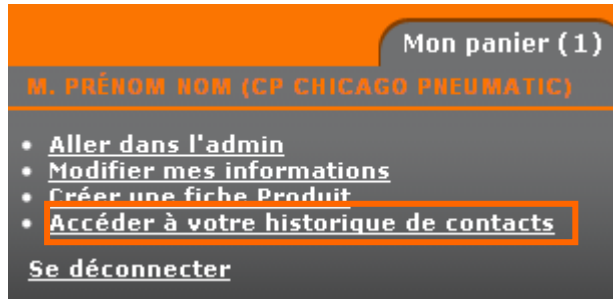 Mon panier (1)
M. PRÉNOM NOM (CP CHICAGO PNEUMATIC)
• Aller dans l'admin
• Modifier mes informations
• Créer une fiche Produit
• Accéder à votre historique de contacts
Se déconnecter